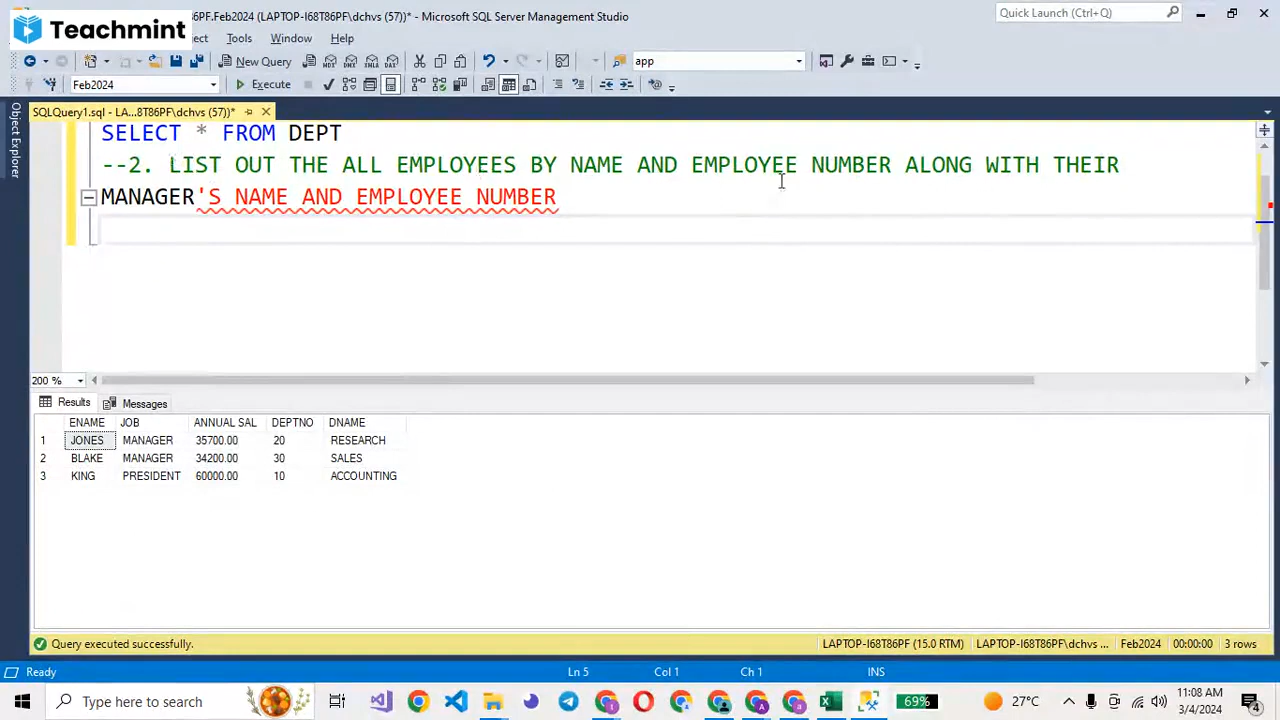 Teachmint
PF.Feb2024 (LAPTOP-I68T86PF\dchvs (57))* - Microsoft SQL Server Management Studio
Quick Launch (Ctrl+Q)
Tools Window Help
New Query
app
Feb2024
Execute
Object Explorer
SQLQuery1.sql - LA...8T86PF\dchvs (57))*
SELECT * FROM DEPT
--2. LIST OUT THE ALL EMPLOYEES BY NAME AND EMPLOYEE NUMBER ALONG WITH THEIR
MANAGER'S NAME AND EMPLOYEE NUMBER
200 %
Results Messages
ENAME JOB ANNUAL SAL DEPTNO DNAME
1 JONES MANAGER 35700.00 20 RESEARCH
2 BLAKE MANAGER 34200.00 30 SALES
3 KING PRESIDENT 60000.00 10 ACCOUNTING
Query executed successfully.
LAPTOP-I68T86PF (15.0 RTM) LAPTOP-I68T86PF\dchvs ... Feb2024 00:00:00 3 rows
Ready Ln 5 Col 1 Ch 1 INS
Type here to search
69%
27°C
11:08 AM
3/4/2024
4